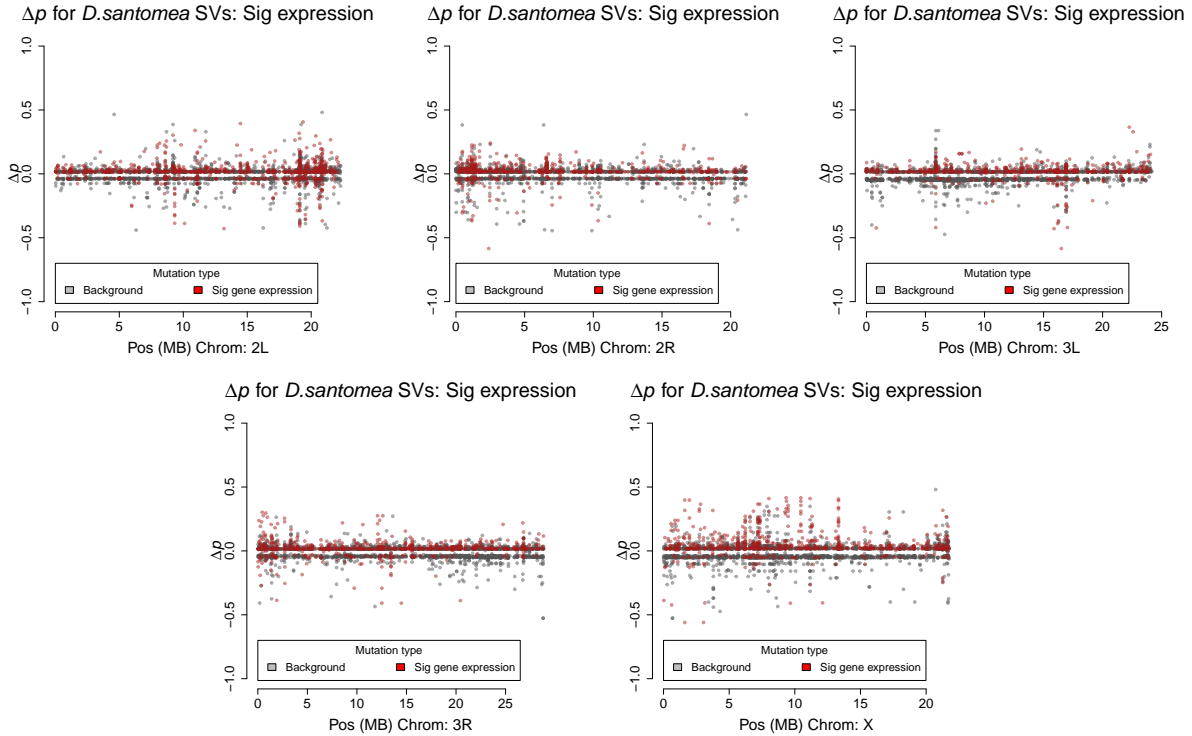 Δp for D.santomea SVs: Sig expression
1.0
0.5
0.0
−0.5
−1.0
Δp
Mutation type
Background
Sig gene expression
0 5 10 15 20
Pos (MB) Chrom: 2L
Δp for D.santomea SVs: Sig expression
1.0
0.5
0.0
−0.5
−1.0
Δp
Mutation type
Background
Sig gene expression
0 5 10 15 20
Pos (MB) Chrom: 2R
Δp for D.santomea SVs: Sig expression
1.0
0.5
0.0
−0.5
−1.0
Δp
Mutation type
Background
Sig gene expression
0 5 10 15 20 25
Pos (MB) Chrom: 3L
Δp for D.santomea SVs: Sig expression
1.0
0.5
0.0
−0.5
−1.0
Δp
Mutation type
Background
Sig gene expression
0 5 10 15 20 25
Pos (MB) Chrom: 3R
Δp for D.santomea SVs: Sig expression
1.0
0.5
0.0
−0.5
−1.0
Δp
Mutation type
Background
Sig gene expression
0 5 10 15 20
Pos (MB) Chrom: X